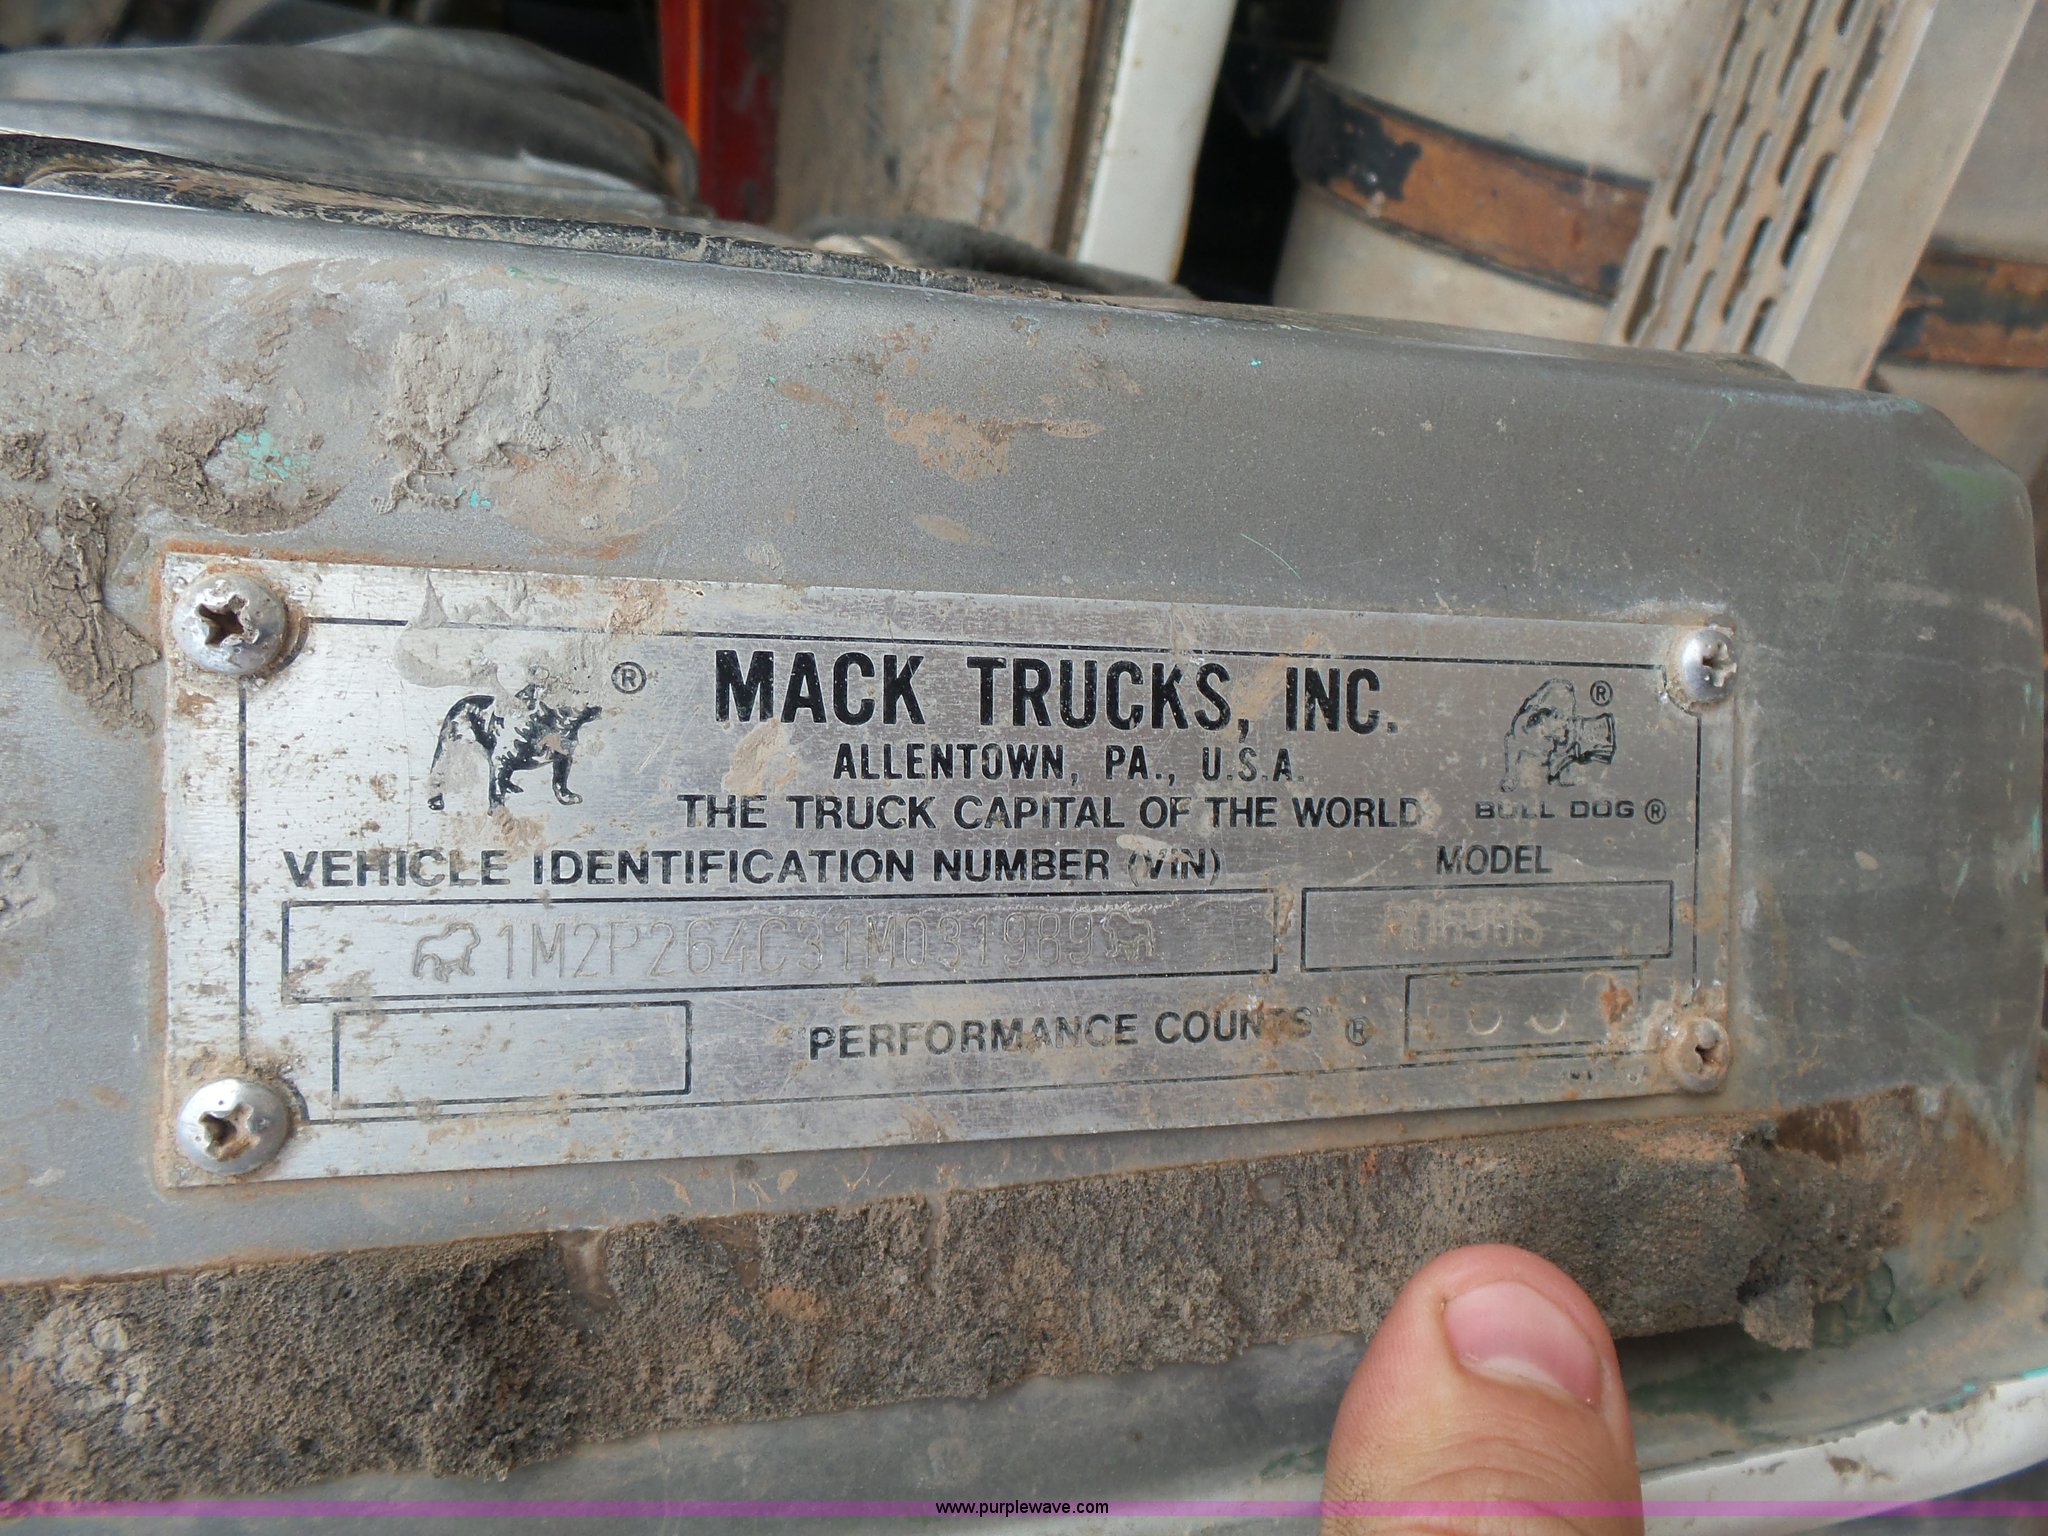 MACK TRUCKS, INC.
ALLENTOWN, PA., U.S.A.
THE TRUCK CAPITAL OF THE WORLD
® BULL DOG ®
VEHICLE IDENTIFICATION NUMBER (VIN)
MODEL
1M2P264C31M031989
RD690S
"PERFORMANCE COUNTS" ®
www.purplewave.com